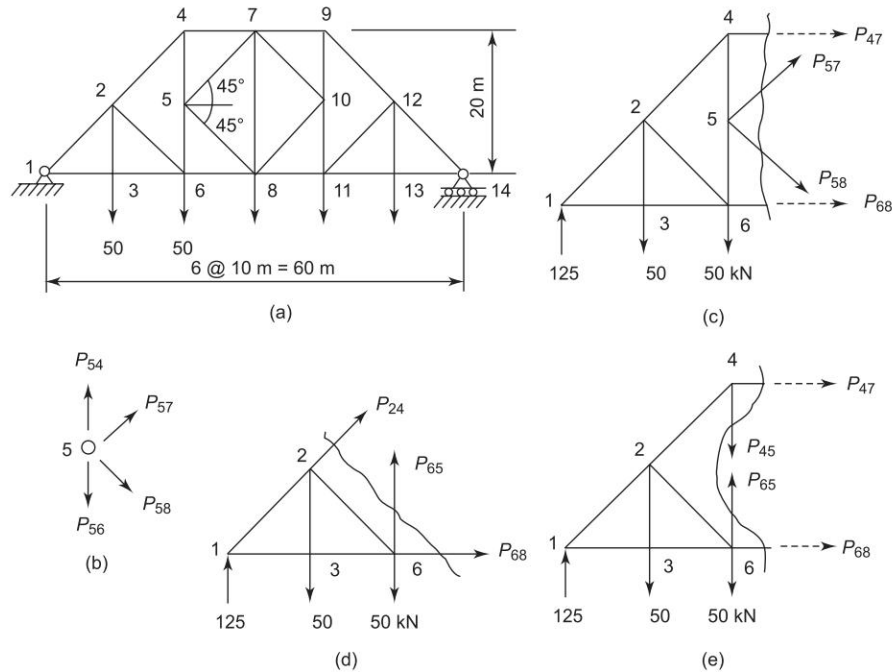 4 7 9
20 m
2 5 45° 45° 10 12
1 3 6 8 11 13 14
50 50
6 @ 10 m = 60 m
(a)
4 P47
P57
2 5
P58
1 3 6 P68
125 50 50 kN
(c)
P54
P57
5
P58
P56
(b)
P24
2 P65
1 3 6 P68
125 50 50 kN
(d)
4
P47
2 P45
P65
1 3 6 P68
125 50 50 kN
(e)